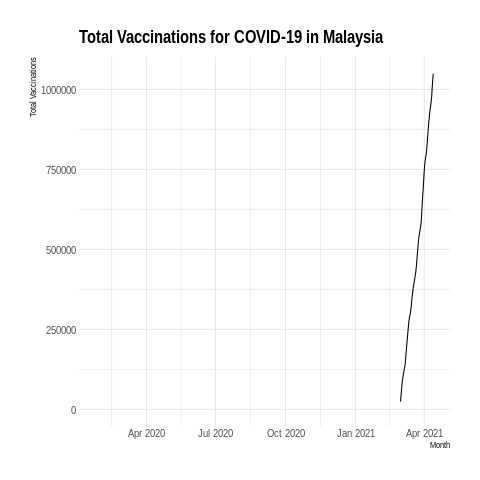 Total Vaccinations for COVID-19 in Malaysia
Total Vaccinations
1000000
750000
500000
250000
0
Apr 2020 Jul 2020 Oct 2020 Jan 2021 Apr 2021
Month